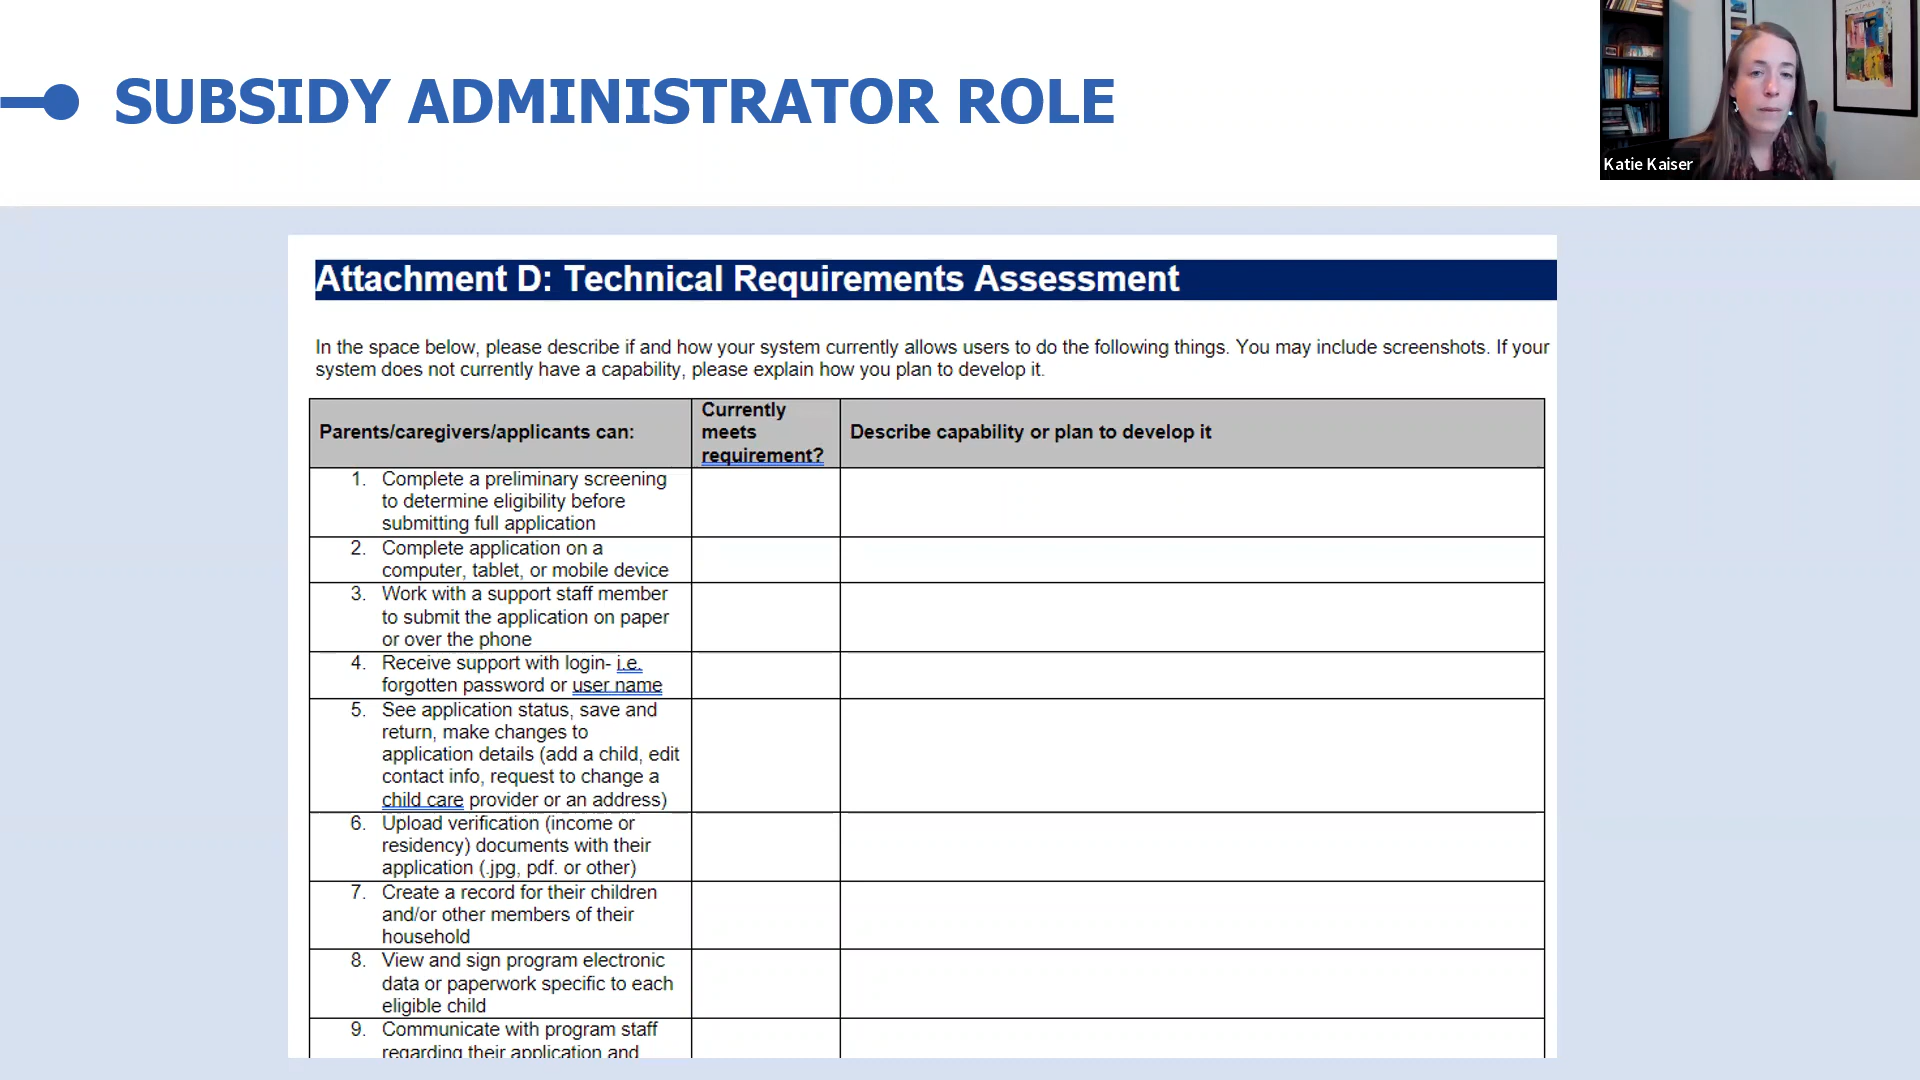 SUBSIDY ADMINISTRATOR ROLE
Katie Kaiser
Attachment D: Technical Requirements Assessment
In the space below, please describe if and how your system currently allows users to do the following things. You may include screenshots. If your
system does not currently have a capability, please explain how you plan to develop it.
Parents/caregivers/applicants can:
Currently
meets
requirement?
Describe capability or plan to develop it
1. Complete a preliminary screening
to determine eligibility before
submitting full application
2. Complete application on a
computer, tablet, or mobile device
3. Work with a support staff member
to submit the application on paper
or over the phone
4. Receive support with login- i.e.
forgotten password or user name
5. See application status, save and
return, make changes to
application details (add a child, edit
contact info, request to change a
child care provider or an address)
6. Upload verification (income or
residency) documents with their
application (.jpg, pdf. or other)
7. Create a record for their children
and/or other members of their
household
8. View and sign program electronic
data or paperwork specific to each
eligible child
9. Communicate with program staff
regarding their application and